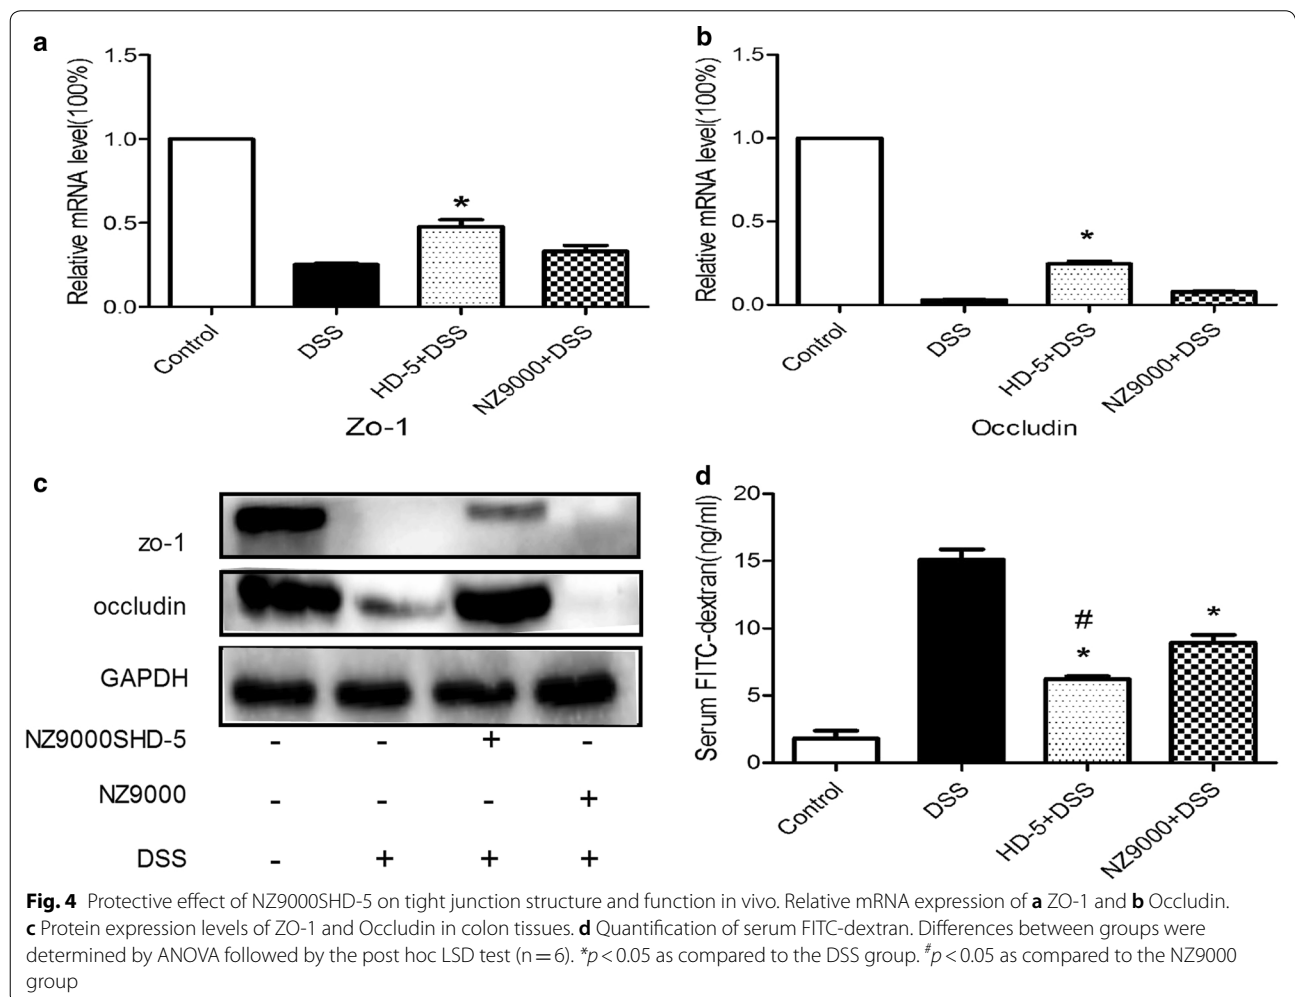 a
Relative mRNA level(100%)
1.5
1.0
0.5
0.0
*
Control
DSS
HD-5+DSS
NZ9000+DSS
Zo-1
b
Relative mRNA level(100%)
1.5
1.0
0.5
0.0
*
Control
DSS
HD-5+DSS
NZ9000+DSS
Occludin
c
zo-1
occludin
GAPDH
NZ9000SHD-5 - - + -
NZ9000 - - - +
DSS - + + +
d
Serum FITC-dextran(ng/ml)
20
15
10
5
0
#
*
*
Control
DSS
HD-5+DSS
NZ9000+DSS
Fig. 4 Protective effect of NZ9000SHD-5 on tight junction structure and function in vivo. Relative mRNA expression of a ZO-1 and b Occludin.
c Protein expression levels of ZO-1 and Occludin in colon tissues. d Quantification of serum FITC-dextran. Differences between groups were
determined by ANOVA followed by the post hoc LSD test (n = 6). *p < 0.05 as compared to the DSS group. #p < 0.05 as compared to the NZ9000
group